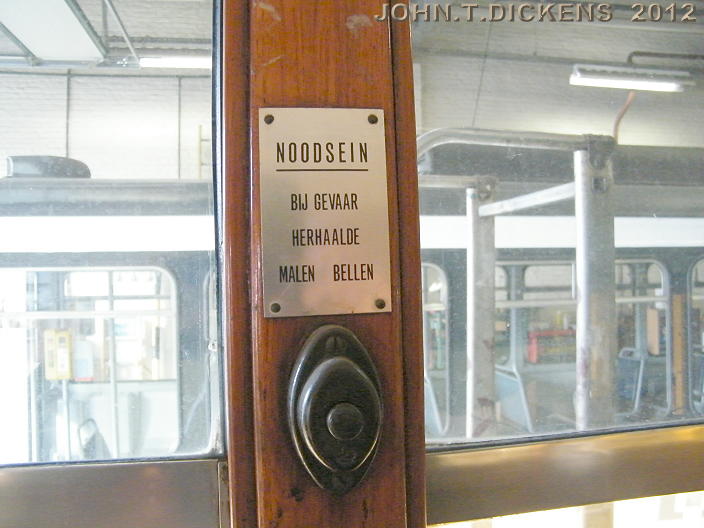 JOHN.T.DICKENS 2012
NOODSEIN
BIJ GEVAAR
HERHAALDE
MALEN BELLEN